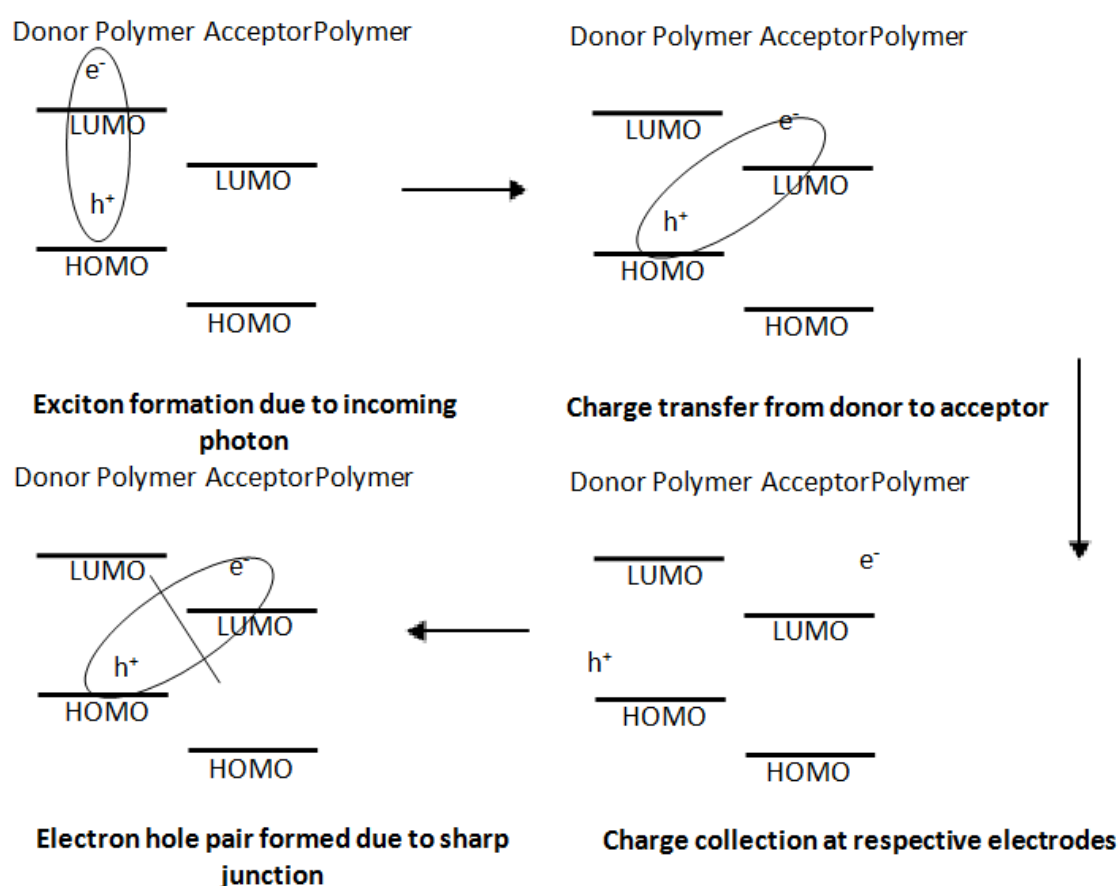 Donor Polymer AcceptorPolymer
e-
LUMO
LUMO
h+
HOMO
HOMO
Exciton formation due to incoming
photon
Donor Polymer AcceptorPolymer
e-
LUMO
LUMO
h+
HOMO
HOMO
Charge transfer from donor to acceptor
Donor Polymer AcceptorPolymer
e-
LUMO
LUMO
h+
HOMO
HOMO
Electron hole pair formed due to sharp
junction
Donor Polymer AcceptorPolymer
e-
LUMO
LUMO
h+
HOMO
HOMO
Charge collection at respective electrodes